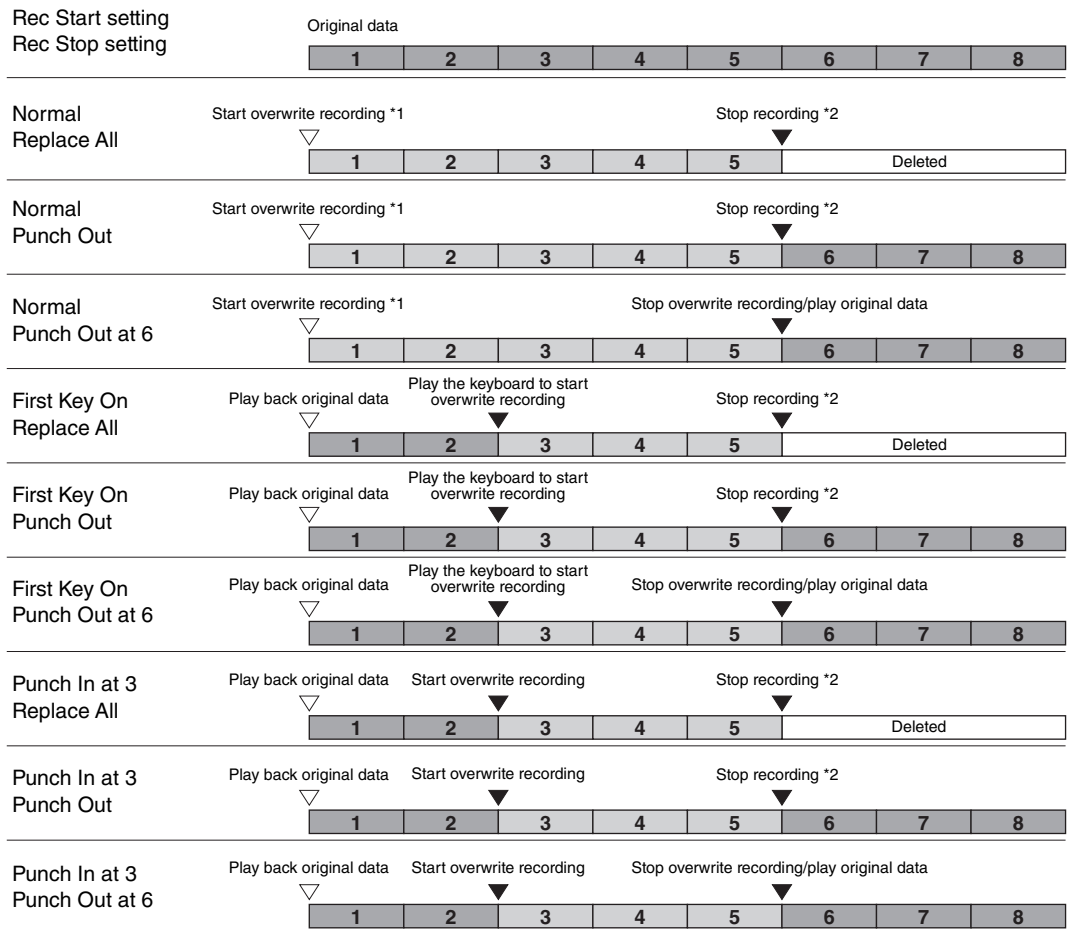 Rec Start setting
Rec Stop setting
Original data
1 2 3 4 5 6 7 8
Normal
Replace All
Start overwrite recording *1
Stop recording *2
1 2 3 4 5 Deleted
Normal
Punch Out
Start overwrite recording *1
Stop recording *2
1 2 3 4 5 6 7 8
Normal
Punch Out at 6
Start overwrite recording *1
Stop overwrite recording/play original data
1 2 3 4 5 6 7 8
First Key On
Replace All
Play back original data
Play the keyboard to start
overwrite recording
Stop recording *2
1 2 3 4 5 Deleted
First Key On
Punch Out
Play back original data
Play the keyboard to start
overwrite recording
Stop recording *2
1 2 3 4 5 6 7 8
First Key On
Punch Out at 6
Play back original data
Play the keyboard to start
overwrite recording
Stop overwrite recording/play original data
1 2 3 4 5 6 7 8
Punch In at 3
Replace All
Play back original data
Start overwrite recording
Stop recording *2
1 2 3 4 5 Deleted
Punch In at 3
Punch Out
Play back original data
Start overwrite recording
Stop recording *2
1 2 3 4 5 6 7 8
Punch In at 3
Punch Out at 6
Play back original data
Start overwrite recording
Stop overwrite recording/play original data
1 2 3 4 5 6 7 8